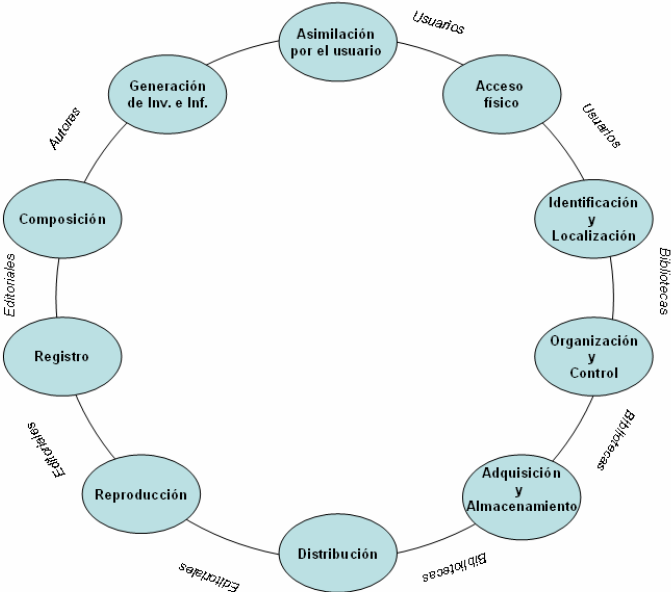 Asimilación
por el usuario
Usuarios
Acceso
físico
Usuarios
Identificación
y
Localización
Bibliotecas
Organización
y
Control
Bibliotecas
Adquisición
y
Almacenamiento
Bibliotecas
Distribución
Editoriales
Reproducción
Editoriales
Registro
Editoriales
Composición
Autores
Generación
de Inv. e Inf.